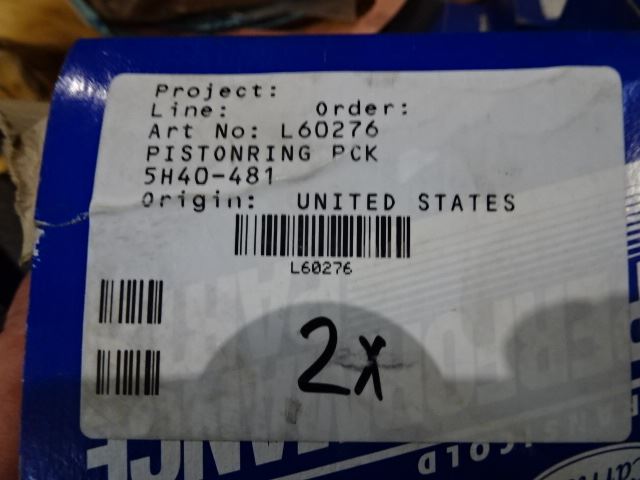 Project:
Line: Order:
Art No: L60276
PISTONRING PCK
5H40-481
Origin: UNITED STATES
L60276
2x